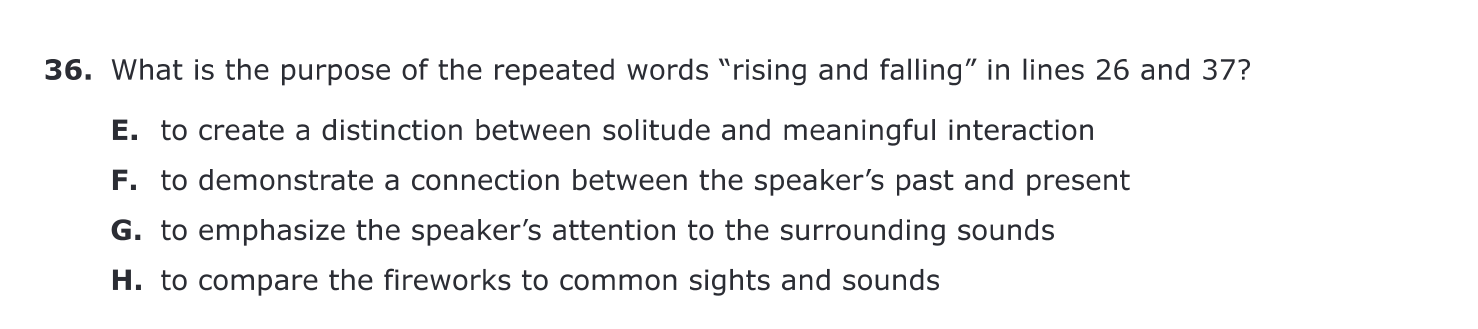 36. What is the purpose of the repeated words “rising and falling” in lines 26 and 37?
E. to create a distinction between solitude and meaningful interaction
F. to demonstrate a connection between the speaker’s past and present
G. to emphasize the speaker’s attention to the surrounding sounds
H. to compare the fireworks to common sights and sounds